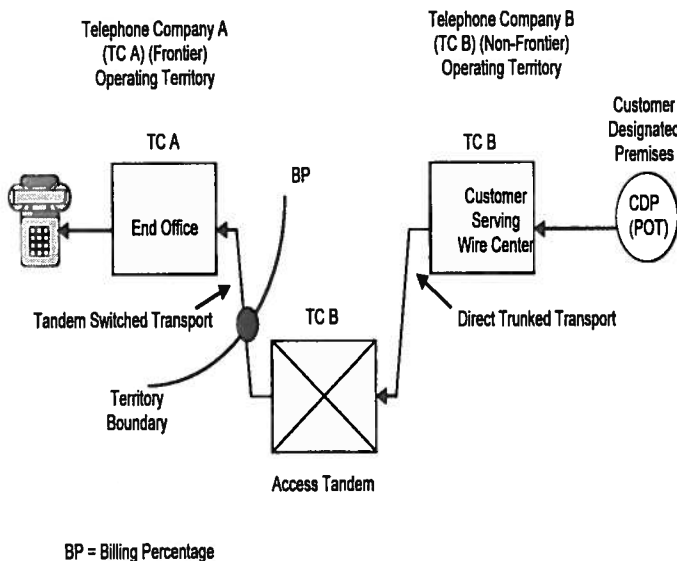 Telephone Company A
(TC A) (Frontier)
Operating Territory
Telephone Company B
(TC B) (Non-Frontier)
Operating Territory
Customer
Designated
Premises
TC A
BP
TC B
End Office
Customer
Serving
Wire Center
CDP
(POT)
Tandem Switched Transport
TC B
Direct Trunked Transport
Territory
Boundary
Access Tandem
BP = Billing Percentage